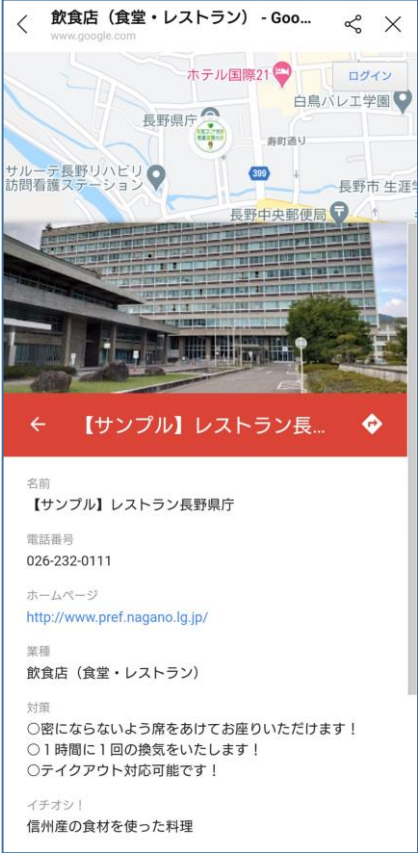 飲食店（食堂・レストラン） - Goo...
www.google.com
ホテル国際21
ログイン
白鳥バレエ学園
長野県庁
寿町通り
サルーテ長野リハビリ
訪問看護ステーション
399
長野市 生涯学
長野中央郵便局
【サンプル】レストラン長...
名前
【サンプル】レストラン長野県庁
電話番号
026-232-0111
ホームページ
http://www.pref.nagano.lg.jp/
業種
飲食店（食堂・レストラン）
対策
○密にならないよう席をあけてお座りいただけます！
○１時間に１回の換気をいたします！
○テイクアウト対応可能です！
イチオシ！
信州産の食材を使った料理